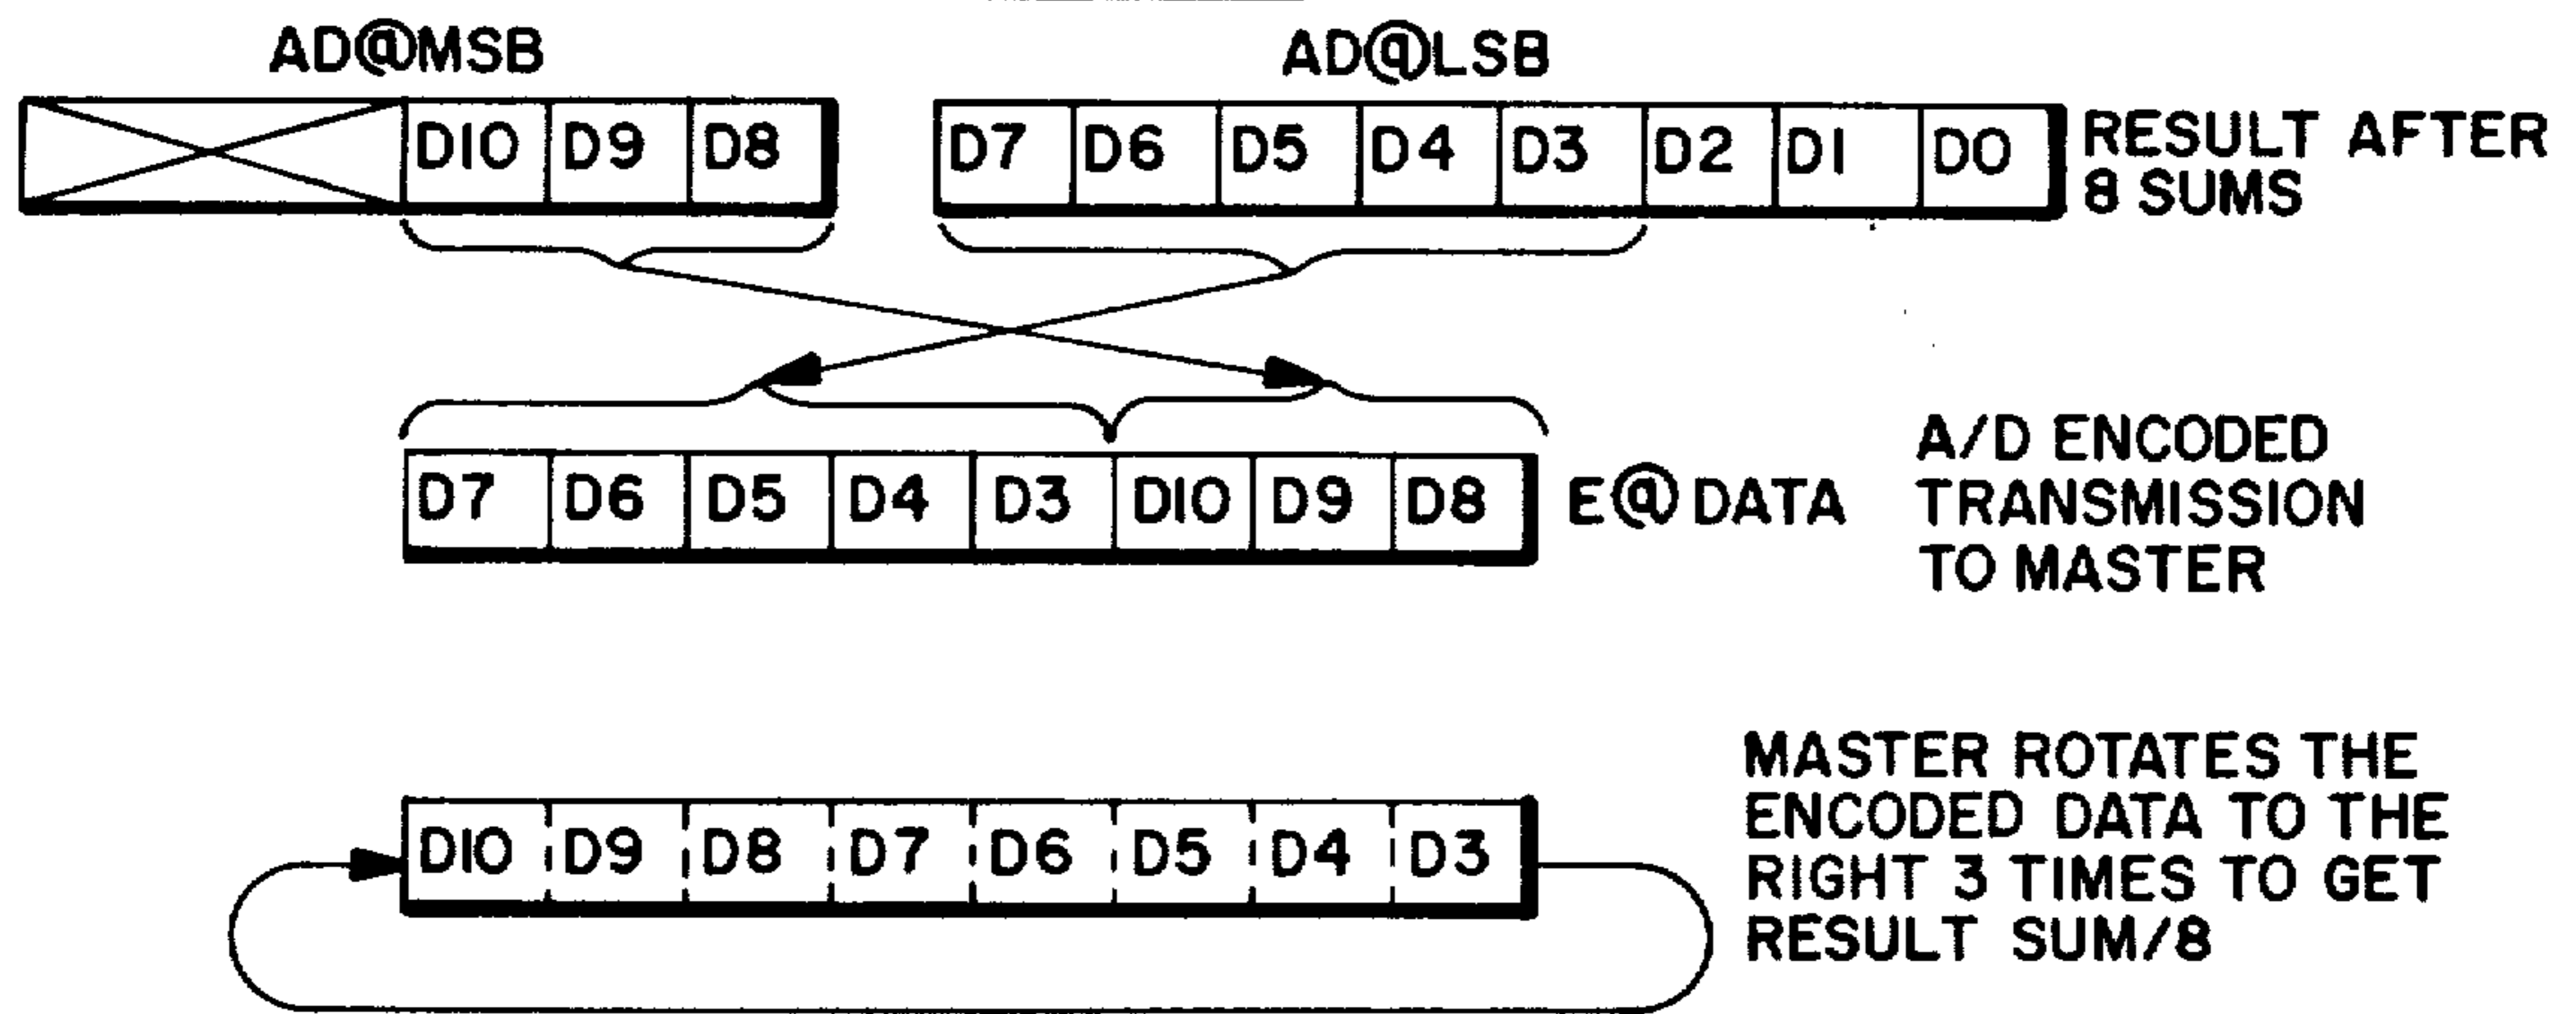 AD@MSB
AD@LSB
D10 D9 D8
D7 D6 D5 D4 D3 D2 D1 D0
RESULT AFTER
8 SUMS
D7 D6 D5 D4 D3 D10 D9 D8
E@DATA
A/D ENCODED
TRANSMISSION
TO MASTER
D10 D9 D8 D7 D6 D5 D4 D3
MASTER ROTATES THE
ENCODED DATA TO THE
RIGHT 3 TIMES TO GET
RESULT SUM/8